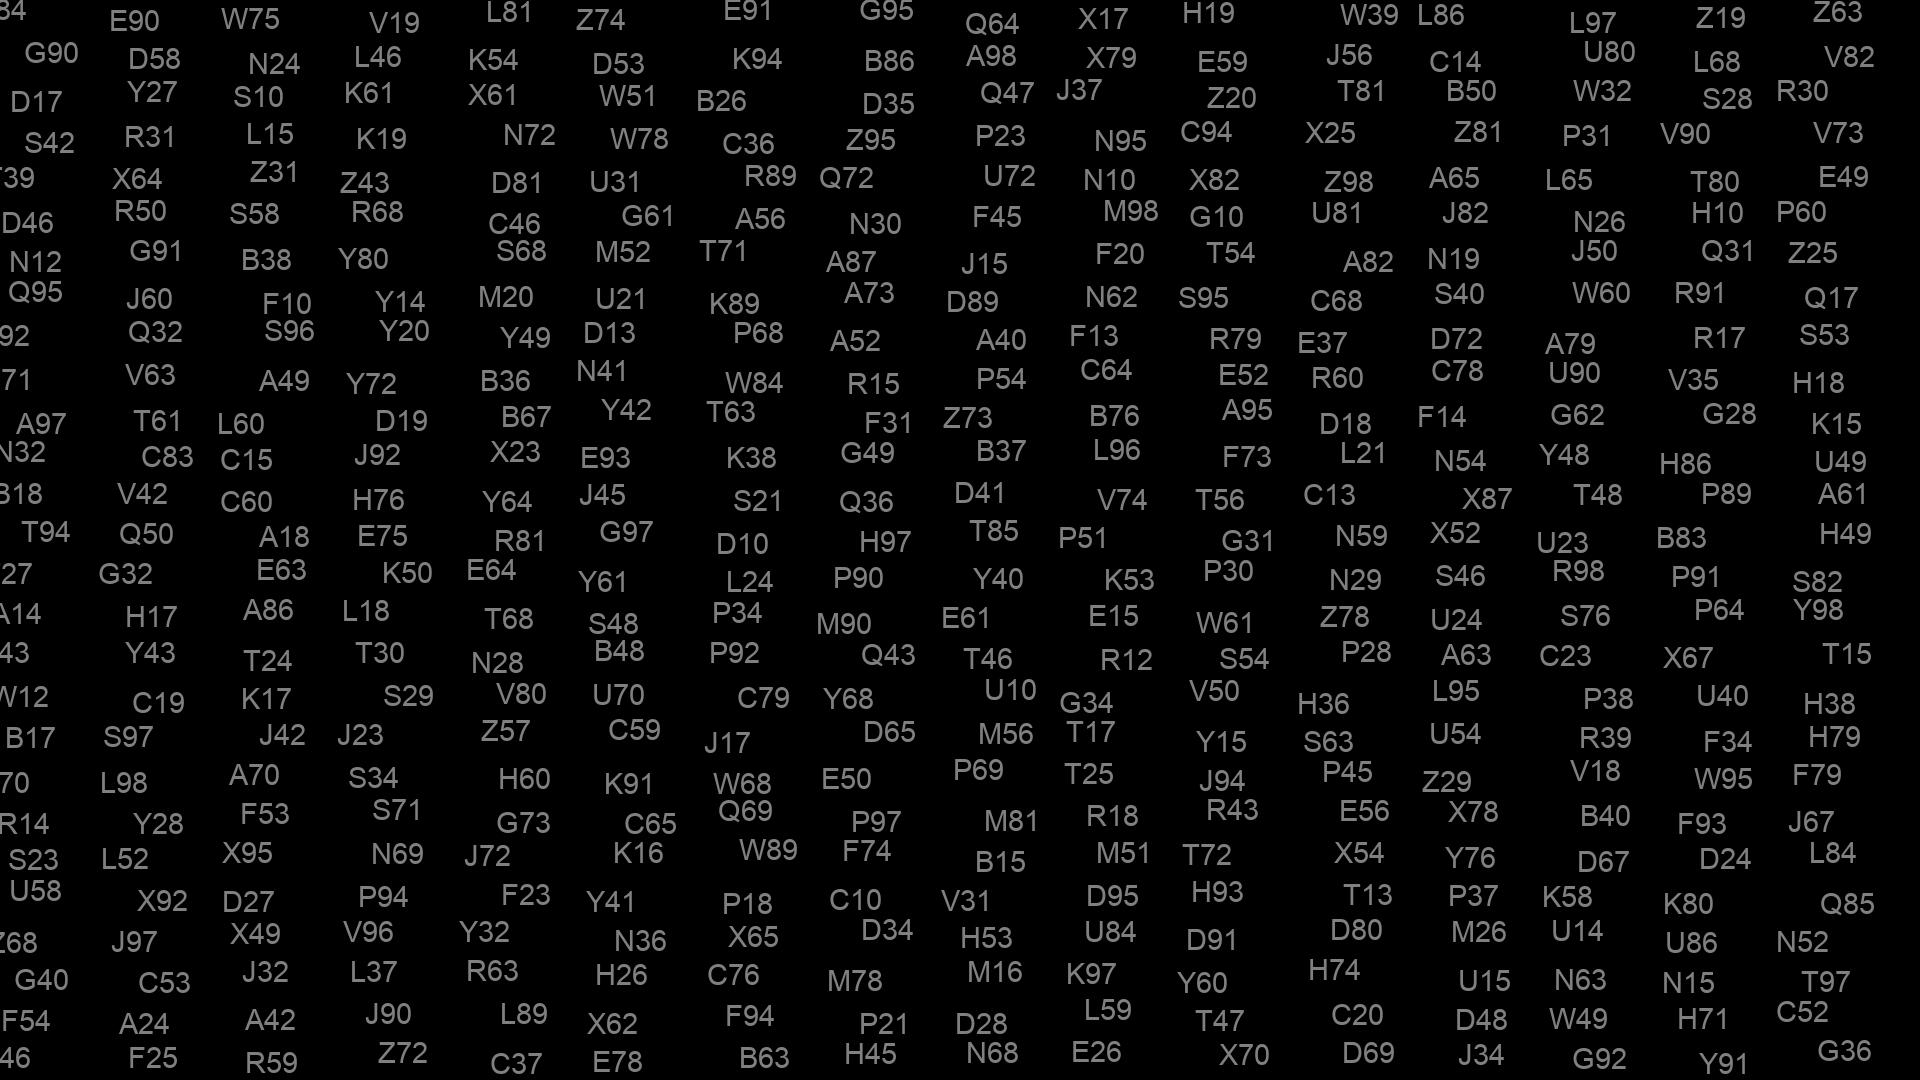 84 E90 W75 V19 L81 Z74 E91 G95 Q64 X17 H19 W39 L86 L97 Z19 Z63
G90 D58 N24 L46 K54 D53 K94 B86 A98 X79 E59 J56 C14 U80 L68 V82
D17 Y27 S10 K61 X61 W51 B26 D35 Q47 J37 Z20 T81 B50 W32 S28 R30
S42 R31 L15 K19 N72 W78 C36 Z95 P23 N95 C94 X25 Z81 P31 V90 V73
39 X64 Z31 Z43 D81 U31 R89 Q72 U72 N10 X82 Z98 A65 L65 T80 E49
D46 R50 S58 R68 C46 G61 A56 N30 F45 M98 G10 U81 J82 N26 H10 P60
N12 G91 B38 Y80 S68 M52 T71 A87 J15 F20 T54 A82 N19 J50 Q31 Z25
Q95 J60 F10 Y14 M20 U21 K89 A73 D89 N62 S95 C68 S40 W60 R91 Q17
92 Q32 S96 Y20 Y49 D13 P68 A52 A40 F13 R79 E37 D72 A79 R17 S53
71 V63 A49 Y72 B36 N41 W84 R15 P54 C64 E52 R60 C78 U90 V35 H18
A97 T61 L60 D19 B67 Y42 T63 F31 Z73 B76 A95 D18 F14 G62 G28 K15
N32 C83 C15 J92 X23 E93 K38 G49 B37 L96 F73 L21 N54 Y48 H86 U49
B18 V42 C60 H76 Y64 J45 S21 Q36 D41 V74 T56 C13 X87 T48 P89 A61
T94 Q50 A18 E75 R81 G97 D10 H97 T85 P51 G31 N59 X52 U23 B83 H49
27 G32 E63 K50 E64 Y61 L24 P90 Y40 K53 P30 N29 S46 R98 P91 S82
A14 H17 A86 L18 T68 S48 P34 M90 E61 E15 W61 Z78 U24 S76 P64 Y98
43 Y43 T24 T30 N28 B48 P92 Q43 T46 R12 S54 P28 A63 C23 X67 T15
W12 C19 K17 S29 V80 U70 C79 Y68 U10 G34 V50 H36 L95 P38 U40 H38
B17 S97 J42 J23 Z57 C59 J17 D65 M56 T17 Y15 S63 U54 R39 F34 H79
70 L98 A70 S34 H60 K91 W68 E50 P69 T25 J94 P45 Z29 V18 W95 F79
R14 Y28 F53 S71 G73 C65 Q69 P97 M81 R18 R43 E56 X78 B40 F93 J67
S23 L52 X95 N69 J72 K16 W89 F74 B15 M51 T72 X54 Y76 D67 D24 L84
U58 X92 D27 P94 F23 Y41 P18 C10 V31 D95 H93 T13 P37 K58 K80 Q85
Z68 J97 X49 V96 Y32 N36 X65 D34 H53 U84 D91 D80 M26 U14 U86 N52
G40 C53 J32 L37 R63 H26 C76 M78 M16 K97 Y60 H74 U15 N63 N15 T97
F54 A24 A42 J90 L89 X62 F94 P21 D28 L59 T47 C20 D48 W49 H71 C52
46 F25 R59 Z72 C37 E78 B63 H45 N68 E26 X70 D69 J34 G92 Y91 G36